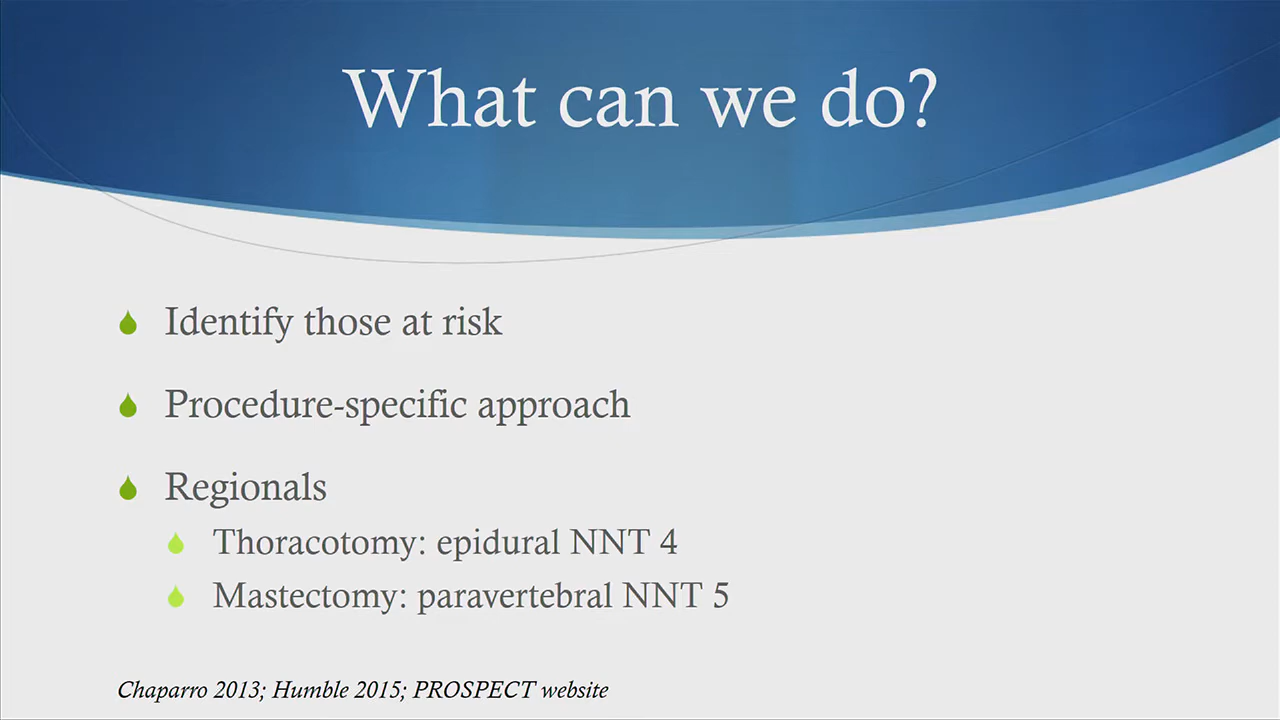 What can we do?
Identify those at risk
Procedure-specific approach
Regionals
Thoracotomy: epidural NNT 4
Mastectomy: paravertebral NNT 5
Chaparro 2013; Humble 2015; PROSPECT website